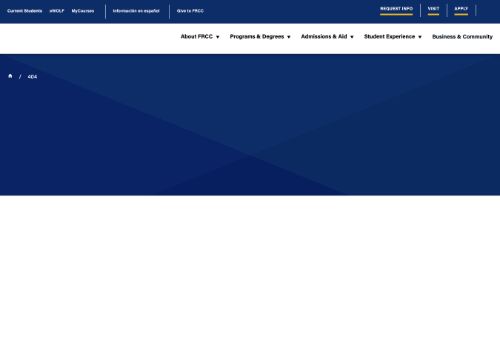 Current Students eWOLF MyCourses Información en español Give to FRCC REQUEST INFO VISIT APPLY
About FRCC ▼ Programs & Degrees ▼ Admissions & Aid ▼ Student Experience ▼ Business & Community
/ 404